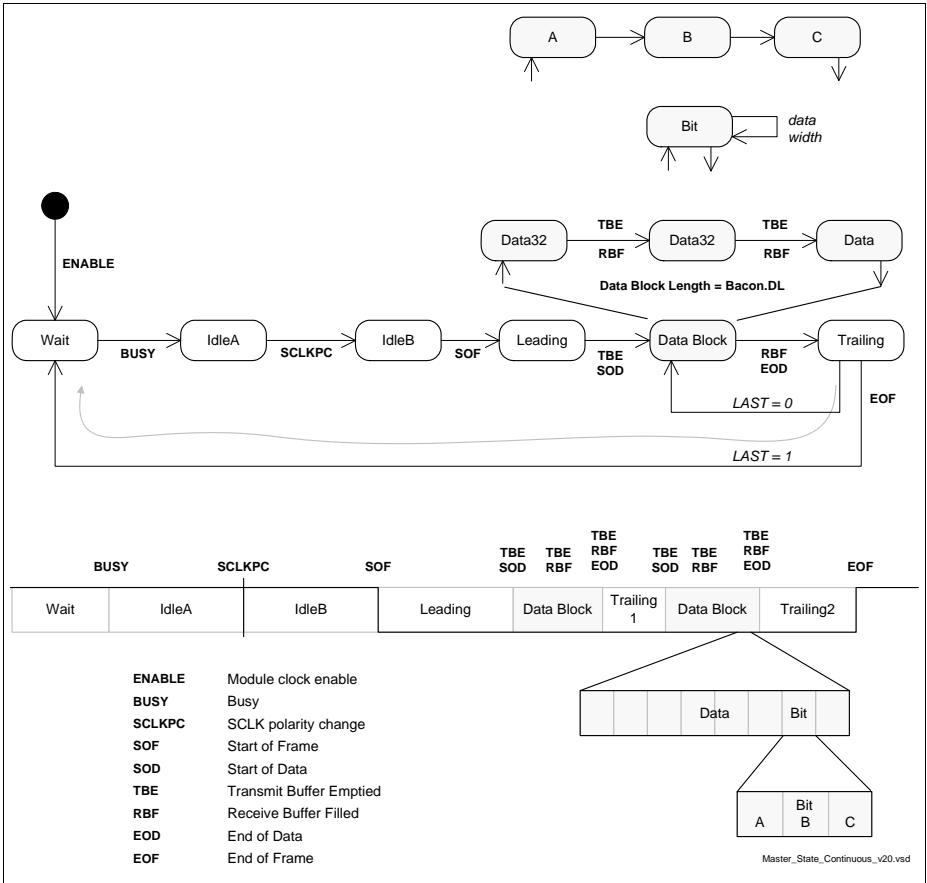 A
B
C
Bit
data
width
TBE
TBE
Data32
Data32
Data
RBF
RBF
ENABLE
Data Block Length = Bacon.DL
Wait
IdleA
IdleB
Leading
Data Block
Trailing
BUSY
SCLKPC
SOF
TBE
SOD
RBF
EOD
LAST = 0
EOF
LAST = 1
BUSY
SCLKPC
SOF
TBE
SOD
TBE
RBF
TBE
RBF
EOD
TBE
SOD
TBE
RBF
TBE
RBF
EOD
EOF
Wait
IdleA
IdleB
Leading
Data Block
Trailing
1
Data Block
Trailing2
ENABLE Module clock enable
BUSY Busy
SCLKPC SCLK polarity change
SOF Start of Frame
SOD Start of Data
TBE Transmit Buffer Emptied
RBF Receive Buffer Filled
EOD End of Data
EOF End of Frame
Data
Bit
Bit
A B C
Master_State_Continuous_v20.vsd